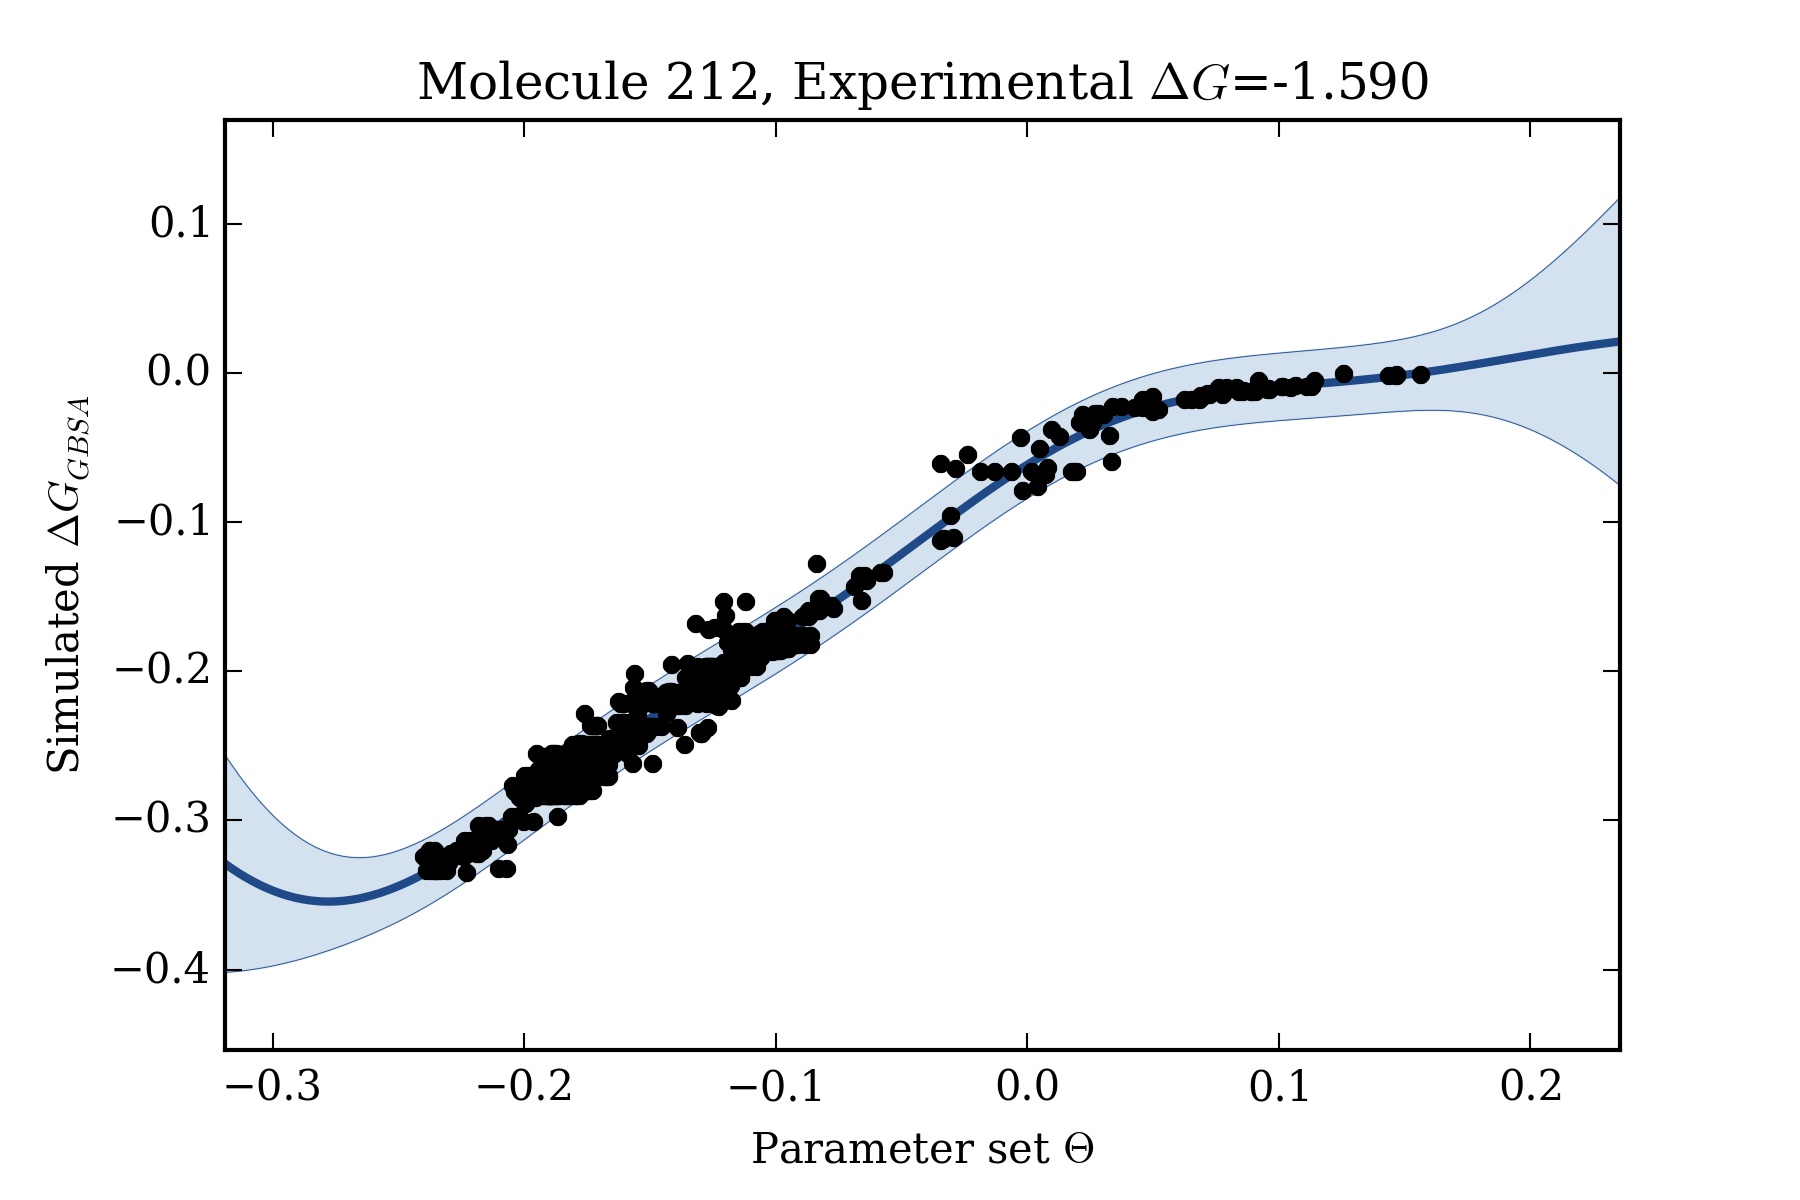 Molecule 212, Experimental ΔG=-1.590
0.1
0.0
−0.1
−0.2
−0.3
−0.4
Simulated ΔG_GBSA
−0.3 −0.2 −0.1 0.0 0.1 0.2
Parameter set Θ